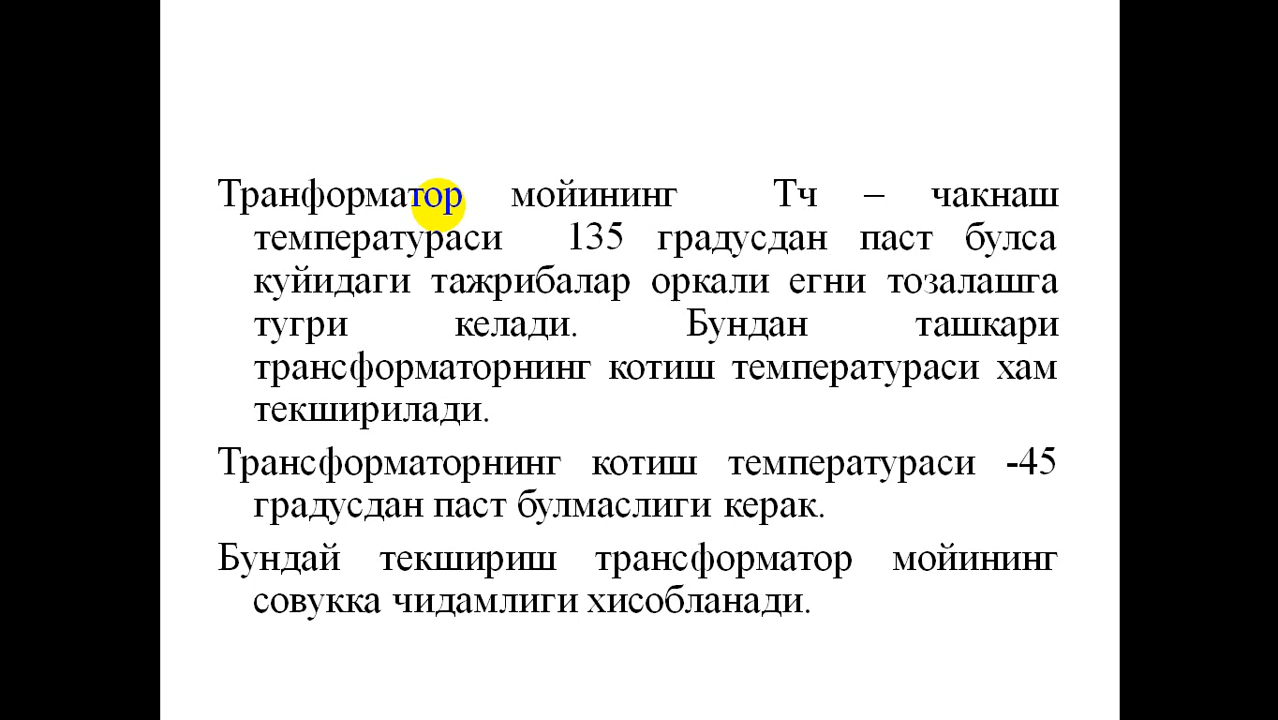 Транформатор мойининг Тч – чакнаш
температураси 135 градусдан паст булса
куйидаги тажрибалар оркали егни тозалашга
тугри келади. Бундан ташкари
трансформаторнинг котиш температураси хам
текширилади.
Трансформаторнинг котиш температураси -45
градусдан паст булмаслиги керак.
Бундай текшириш трансформатор мойининг
совукка чидамлиги хисобланади.